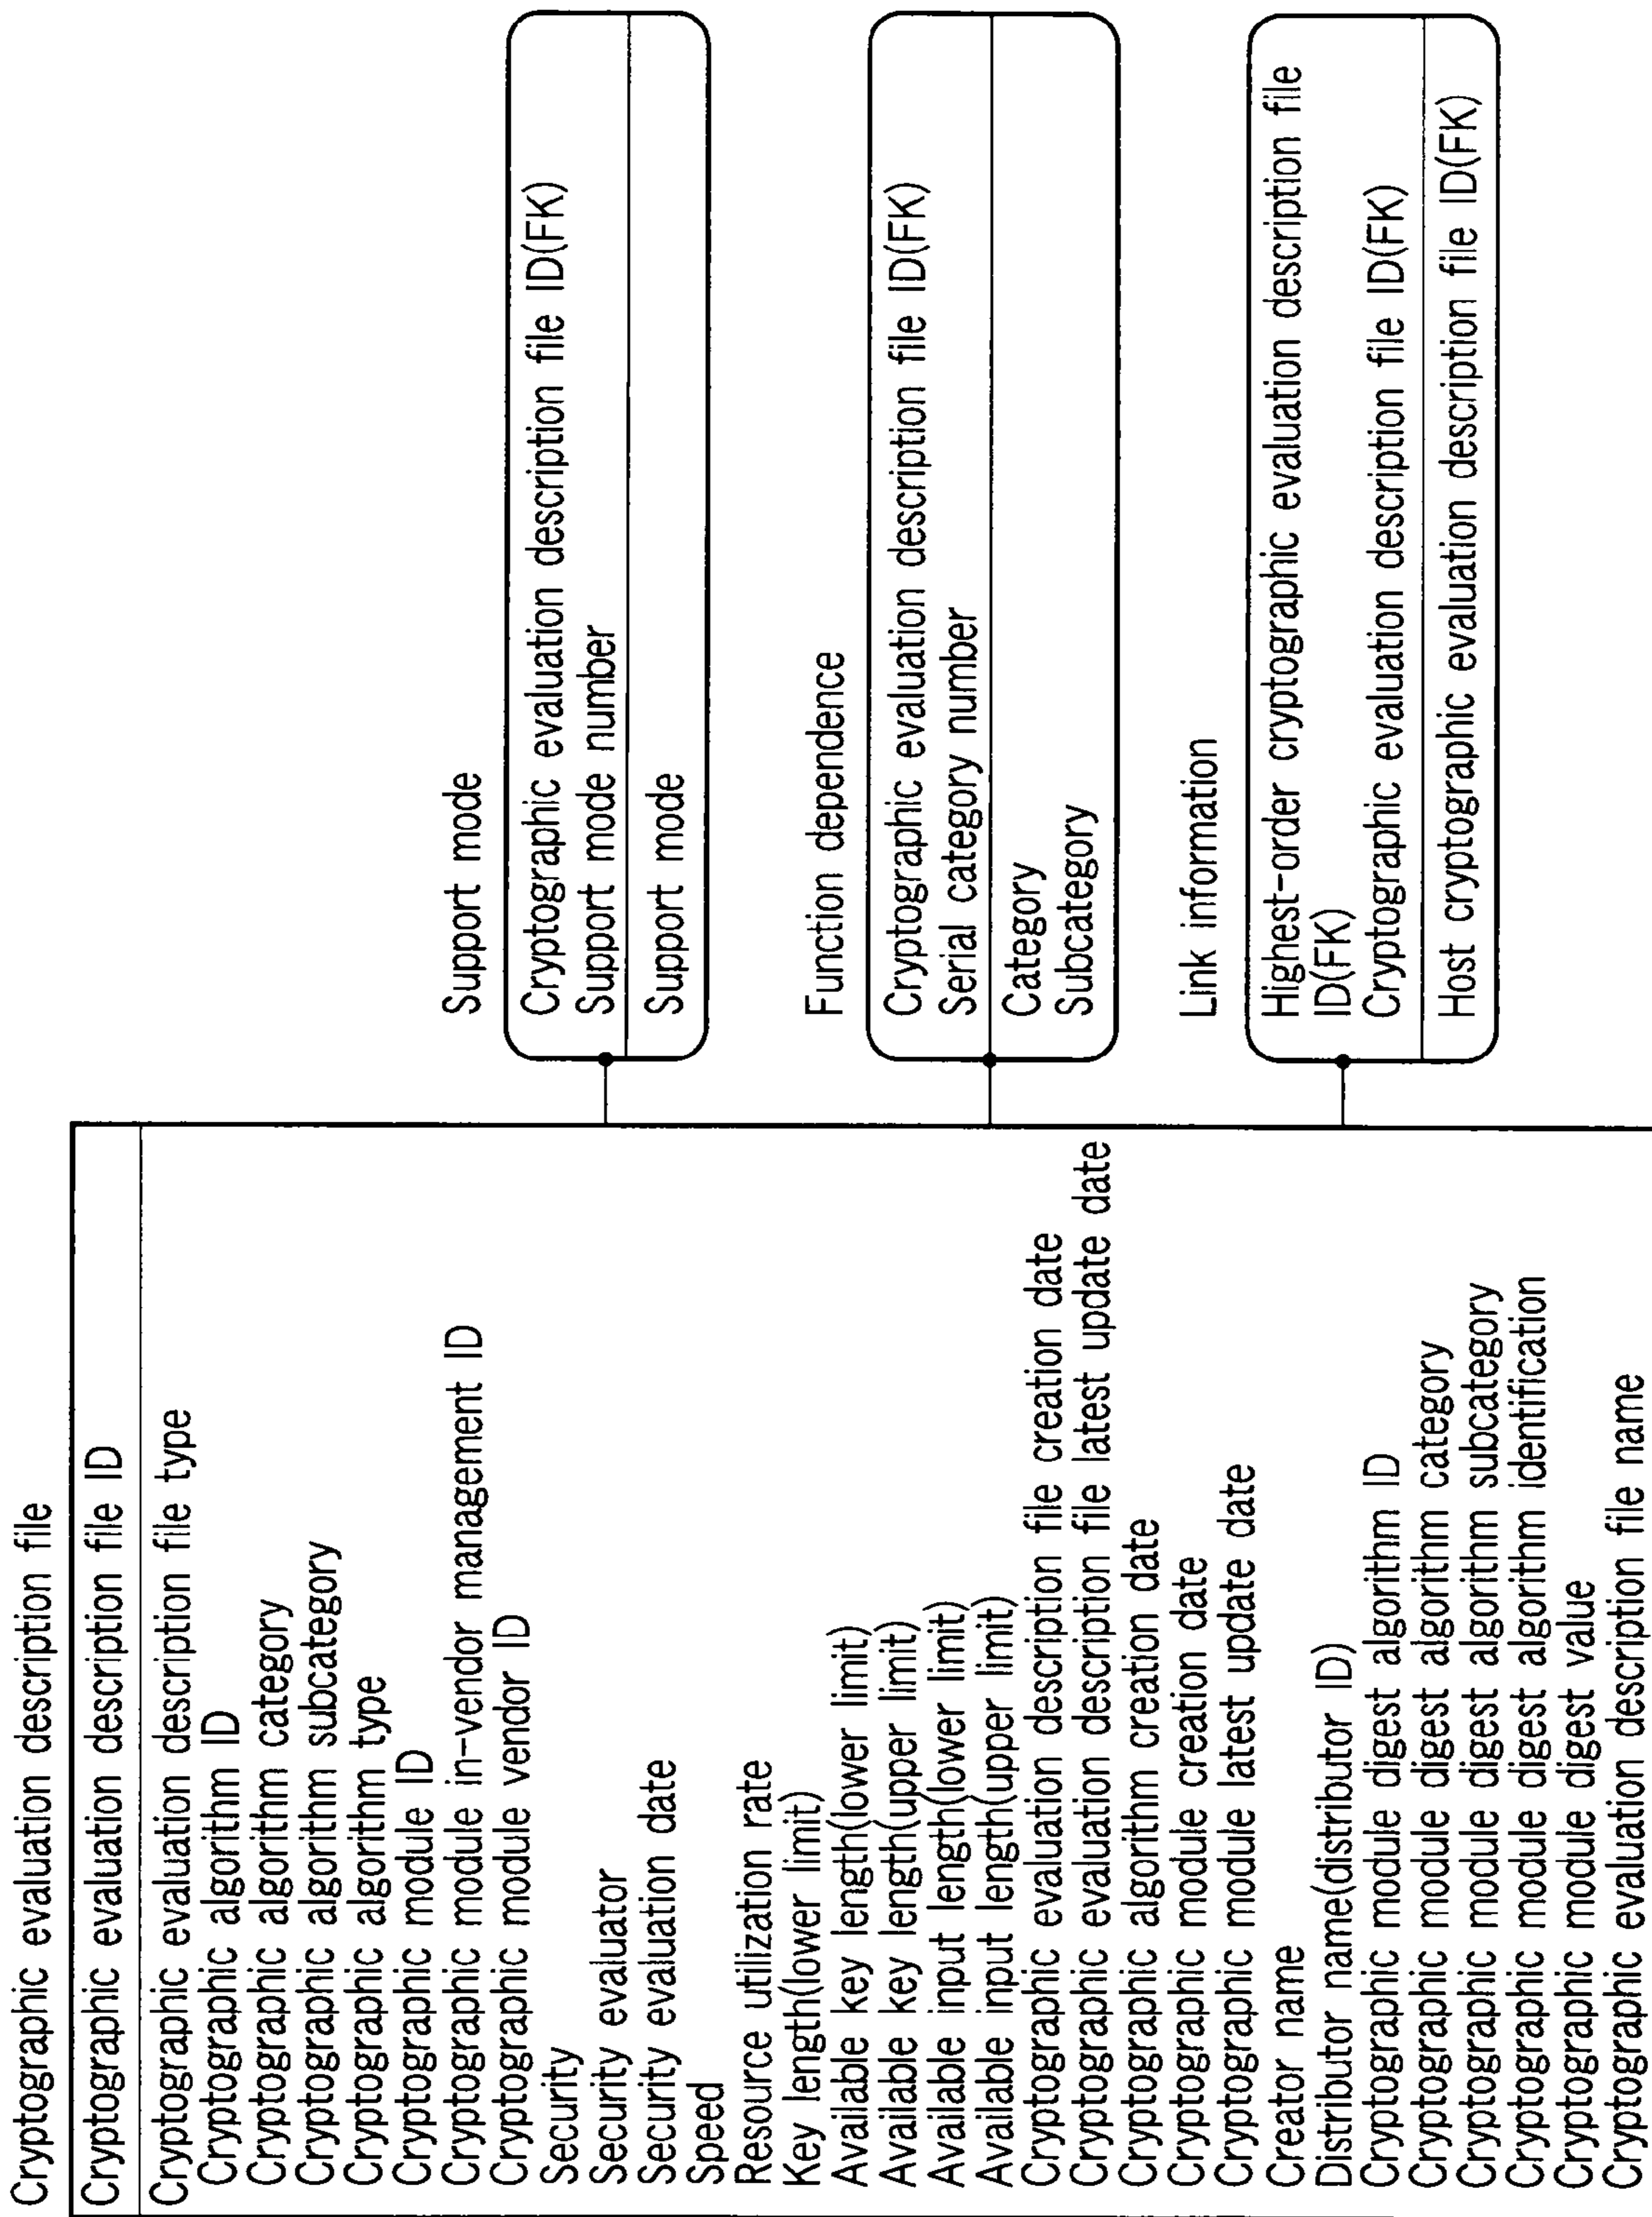 Cryptographic evaluation description file
Cryptographic evaluation description file ID
Cryptographic evaluation description file type
Cryptographic algorithm ID
Cryptographic algorithm category
Cryptographic algorithm subcategory
Cryptographic algorithm type
Cryptographic module ID
Cryptographic module in-vendor management ID
Cryptographic module vendor ID
Security
Security evaluator
Security evaluation date
Speed
Resource utilization rate
Key length(lower limit)
Available key length(lower limit)
Available key length(upper limit)
Available input length(lower limit)
Available input length(upper limit)
Cryptographic evaluation description file creation date
Cryptographic evaluation description file latest update date
Cryptographic algorithm creation date
Cryptographic module creation date
Cryptographic module latest update date
Creator name
Distributor name(distributor ID)
Cryptographic module digest algorithm ID
Cryptographic module digest algorithm category
Cryptographic module digest algorithm subcategory
Cryptographic module digest algorithm identification
Cryptographic module digest value
Cryptographic evaluation description file name
Support mode
Cryptographic evaluation description file ID(FK)
Support mode number
Support mode
Function dependence
Cryptographic evaluation description file ID(FK)
Serial category number
Category
Subcategory
Link information
Highest-order cryptographic evaluation description file
ID(FK)
Cryptographic evaluation description file ID(FK)
Host cryptographic evaluation description file ID(FK)